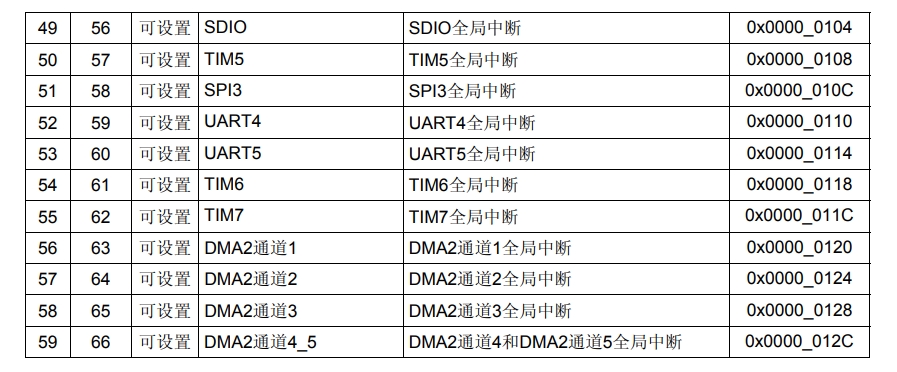 49 56 可设置 SDIO SDIO全局中断 0x0000_0104
50 57 可设置 TIM5 TIM5全局中断 0x0000_0108
51 58 可设置 SPI3 SPI3全局中断 0x0000_010C
52 59 可设置 UART4 UART4全局中断 0x0000_0110
53 60 可设置 UART5 UART5全局中断 0x0000_0114
54 61 可设置 TIM6 TIM6全局中断 0x0000_0118
55 62 可设置 TIM7 TIM7全局中断 0x0000_011C
56 63 可设置 DMA2通道1 DMA2通道1全局中断 0x0000_0120
57 64 可设置 DMA2通道2 DMA2通道2全局中断 0x0000_0124
58 65 可设置 DMA2通道3 DMA2通道3全局中断 0x0000_0128
59 66 可设置 DMA2通道4_5 DMA2通道4和DMA2通道5全局中断 0x0000_012C